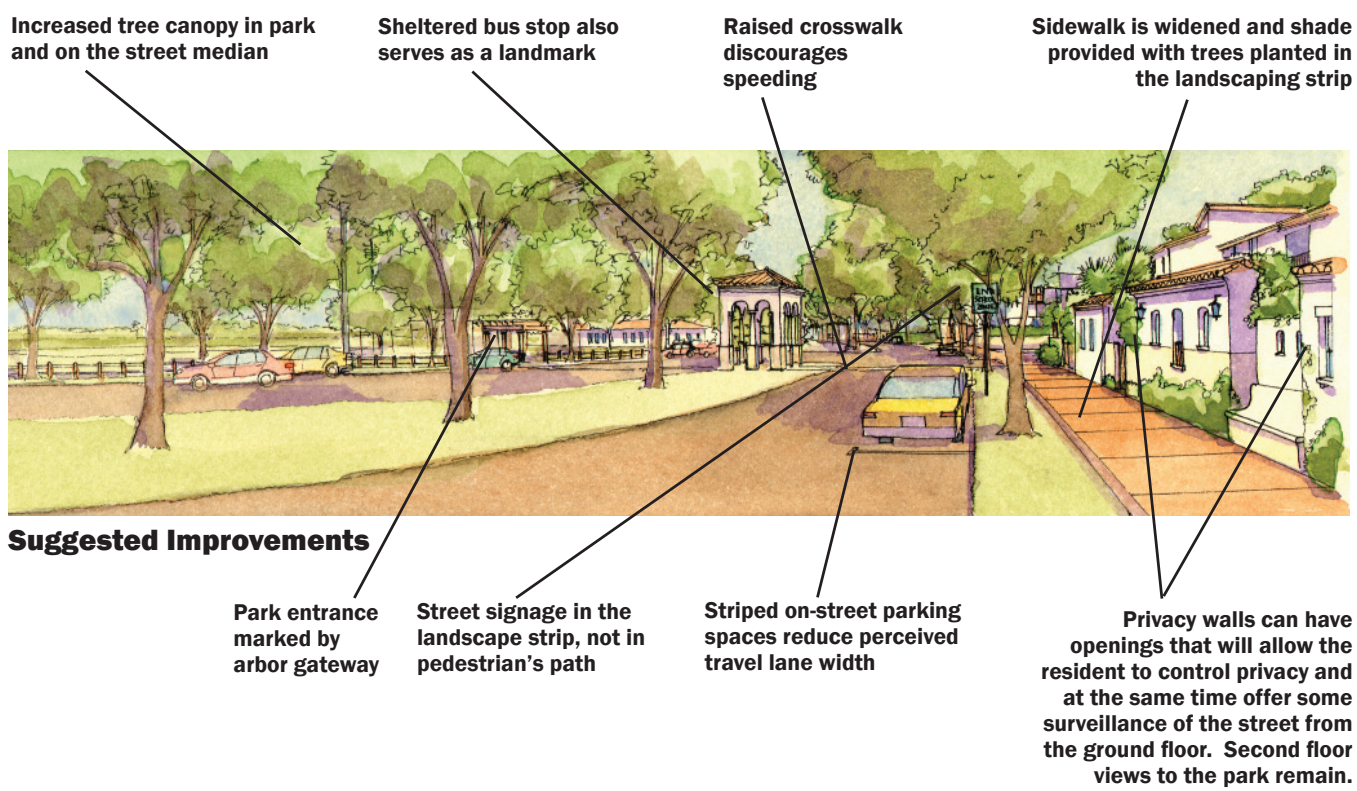 Increased tree canopy in park
and on the street median
Sheltered bus stop also
serves as a landmark
Raised crosswalk
discourages
speeding
Sidewalk is widened and shade
provided with trees planted in
the landscaping strip
Suggested Improvements
Park entrance
marked by
arbor gateway
Street signage in the
landscape strip, not in
pedestrian's path
Striped on-street parking
spaces reduce perceived
travel lane width
Privacy walls can have
openings that will allow the
resident to control privacy and
at the same time offer some
surveillance of the street from
the ground floor.  Second floor
views to the park remain.